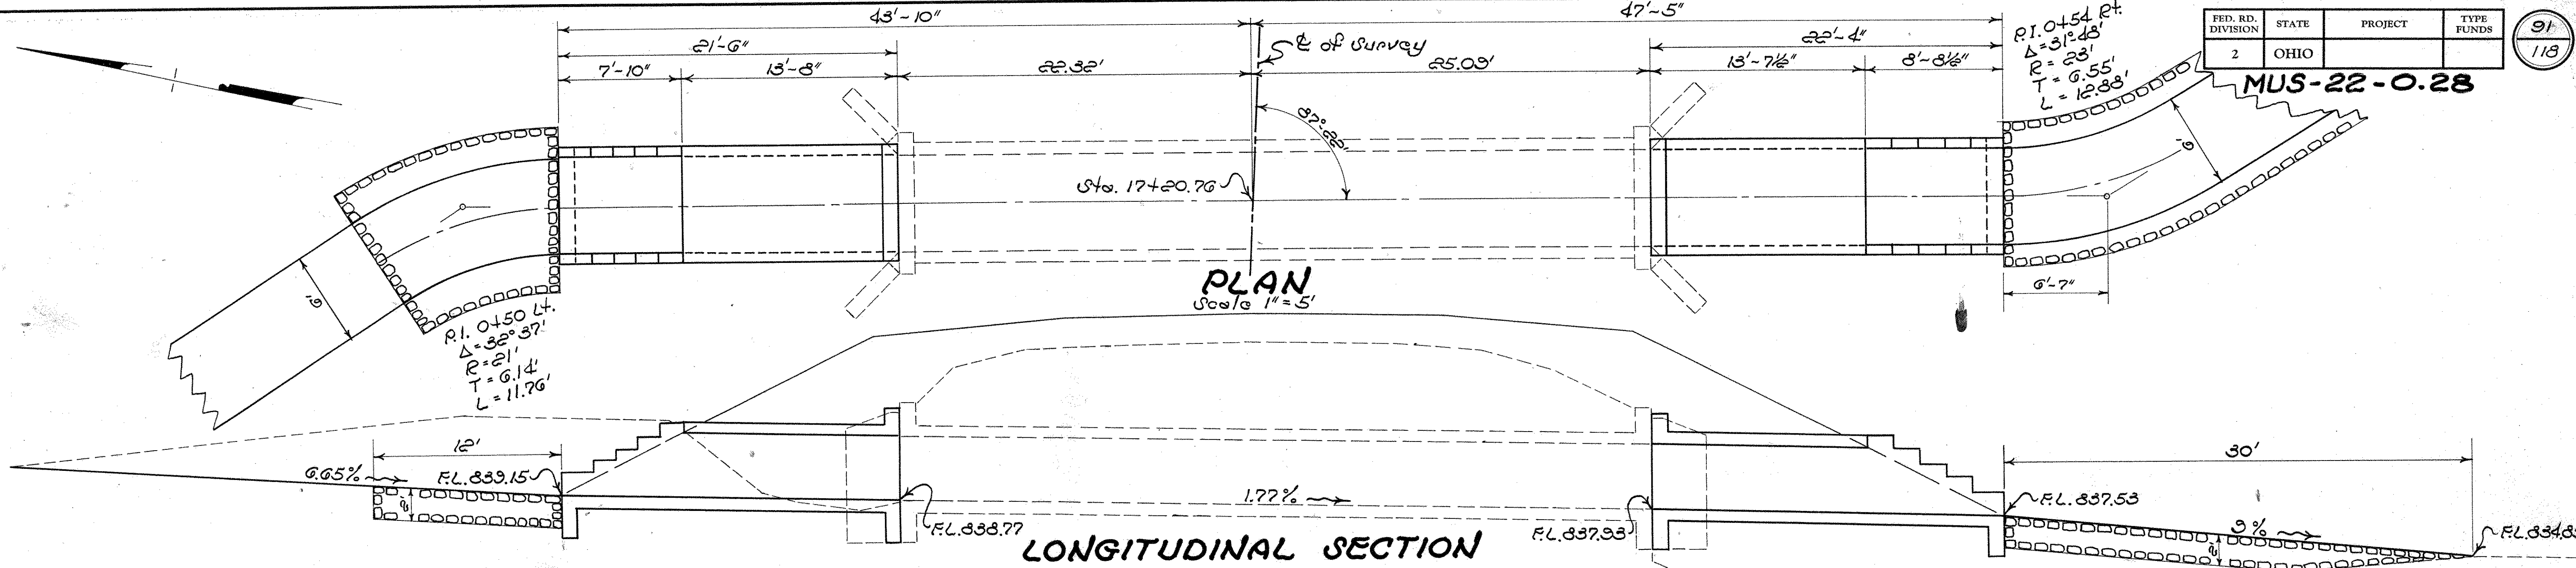 FED. RD. DIVISION STATE PROJECT TYPE FUNDS
2 OHIO
91
118
MUS-22-0.28
43'-10"
47'-5"
21'-6"
22'-4"
7'-10"
13'-8"
22.32'
25.09'
13'-7½"
8'-8½"
℄ of Survey
87°-22'
Sta. 17+20.76
P.I. 0+54 Rt.
Δ=31°48'
R = 23'
T = 6.55'
L = 12.88'
6'
6'
6'-7"
P.I. 0+50 Lt.
Δ=32°37'
R=21'
T = 6.14'
L = 11.76'
PLAN
Scale 1" = 5'
12'
30'
6.65%
F.L. 839.15
2'
F.L. 838.77
1.77%
F.L. 837.93
F.L. 837.53
9%
2'
LONGITUDINAL SECTION